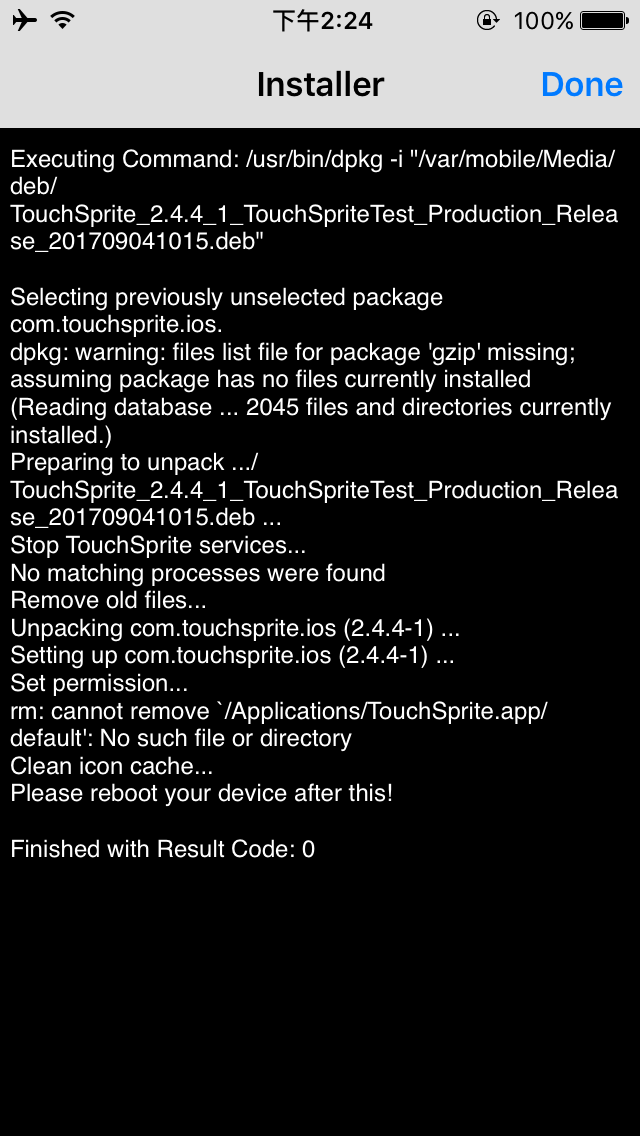 下午2:24
100%
Installer
Done
Executing Command: /usr/bin/dpkg -i "/var/mobile/Media/
deb/
TouchSprite_2.4.4_1_TouchSpriteTest_Production_Relea
se_201709041015.deb"
Selecting previously unselected package
com.touchsprite.ios.
dpkg: warning: files list file for package 'gzip' missing;
assuming package has no files currently installed
(Reading database ... 2045 files and directories currently
installed.)
Preparing to unpack .../
TouchSprite_2.4.4_1_TouchSpriteTest_Production_Relea
se_201709041015.deb ...
Stop TouchSprite services...
No matching processes were found
Remove old files...
Unpacking com.touchsprite.ios (2.4.4-1) ...
Setting up com.touchsprite.ios (2.4.4-1) ...
Set permission...
rm: cannot remove `/Applications/TouchSprite.app/
default': No such file or directory
Clean icon cache...
Please reboot your device after this!
Finished with Result Code: 0